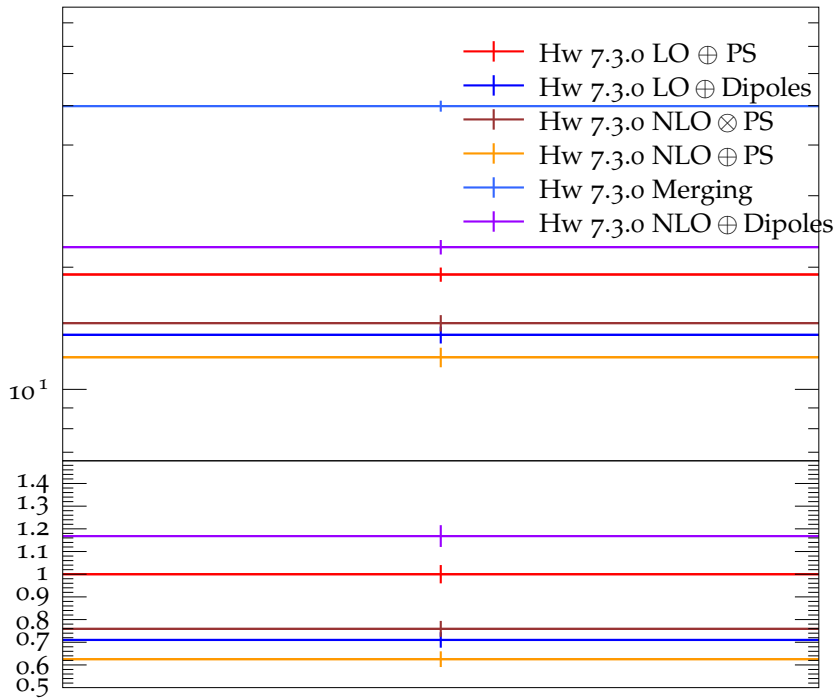 Hw 7.3.0 LO ⊕ PS
Hw 7.3.0 LO ⊕ Dipoles
Hw 7.3.0 NLO ⊗ PS
Hw 7.3.0 NLO ⊕ PS
Hw 7.3.0 Merging
Hw 7.3.0 NLO ⊕ Dipoles
10¹
1.4
1.3
1.2
1.1
1
0.9
0.8
0.7
0.6
0.5